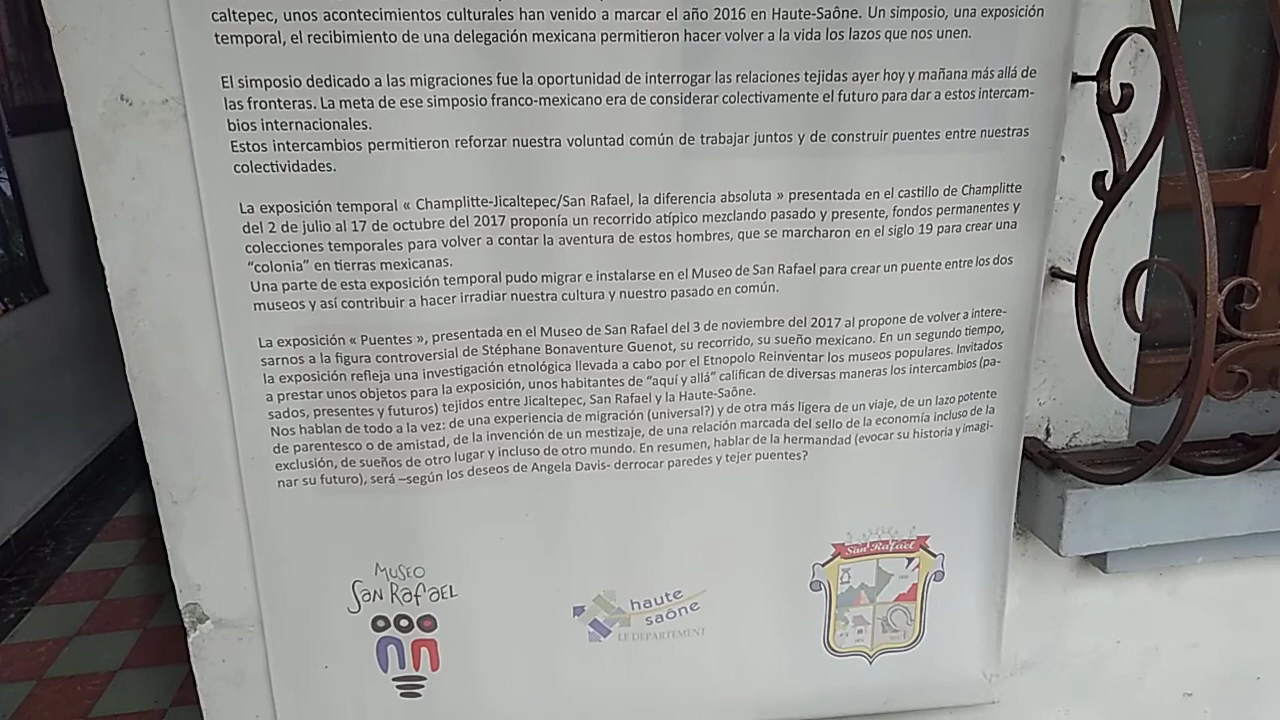 caltepec, unos acontecimientos culturales han venido a marcar el año 2016 en Haute-Saône. Un simposio, una exposición
temporal, el recibimiento de una delegación mexicana permitieron hacer volver a la vida los lazos que nos unen.
El simposio dedicado a las migraciones fue la oportunidad de interrogar las relaciones tejidas ayer hoy y mañana más allá de
las fronteras. La meta de ese simposio franco-mexicano era de considerar colectivamente el futuro para dar a estos intercam-
bios internacionales.
Estos intercambios permitieron reforzar nuestra voluntad común de trabajar juntos y de construir puentes entre nuestras
colectividades.
La exposición temporal « Champlitte-Jicaltepec/San Rafael, la diferencia absoluta » presentada en el castillo de Champlitte
del 2 de julio al 17 de octubre del 2017 proponía un recorrido atípico mezclando pasado y presente, fondos permanentes y
colecciones temporales para volver a contar la aventura de estos hombres, que se marcharon en el siglo 19 para crear una
"colonia" en tierras mexicanas.
Una parte de esta exposición temporal pudo migrar e instalarse en el Museo de San Rafael para crear un puente entre los dos
museos y así contribuir a hacer irradiar nuestra cultura y nuestro pasado en común.
La exposición « Puentes », presentada en el Museo de San Rafael del 3 de noviembre del 2017 al propone de volver a intere-
sarnos a la figura controversial de Stéphane Bonaventure Guenot, su recorrido, su sueño mexicano. En un segundo tiempo,
la exposición refleja una investigación etnológica llevada a cabo por el Etnopolo Reinventar los museos populares. Invitados
a prestar unos objetos para la exposición, unos habitantes de "aquí y allá" califican de diversas maneras los intercambios (pa-
sados, presentes y futuros) tejidos entre Jicaltepec, San Rafael y la Haute-Saône.
Nos hablan de todo a la vez: de una experiencia de migración (universal?) y de otra más ligera de un viaje, de un lazo potente
de parentesco o de amistad, de la invención de un mestizaje, de una relación marcada del sello de la economía incluso de la
exclusión, de sueños de otro lugar y incluso de otro mundo. En resumen, hablar de la hermandad (evocar su historia y imagi-
nar su futuro), será –según los deseos de Angela Davis- derrocar paredes y tejer puentes?
MUSEO
San Rafael
haute
saône
LE DÉPARTEMENT
San Rafael